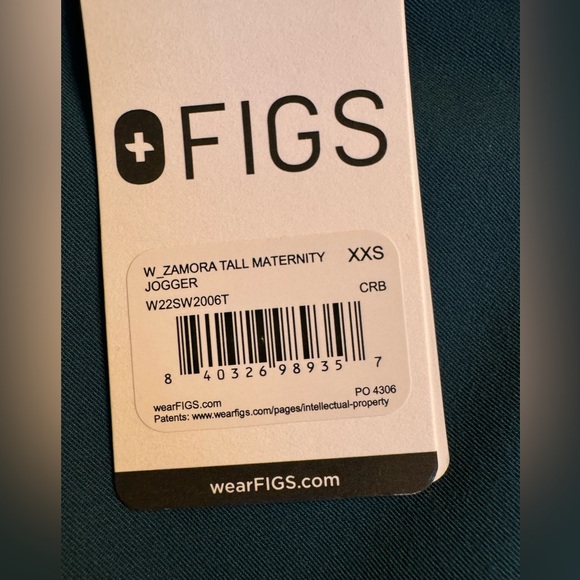 FIGS
W_ZAMORA TALL MATERNITY XXS
JOGGER
W22SW2006T CRB
8 40326 98935 7
wearFIGS.com PO 4306
Patents: www.wearfigs.com/pages/intellectual-property
wearFIGS.com